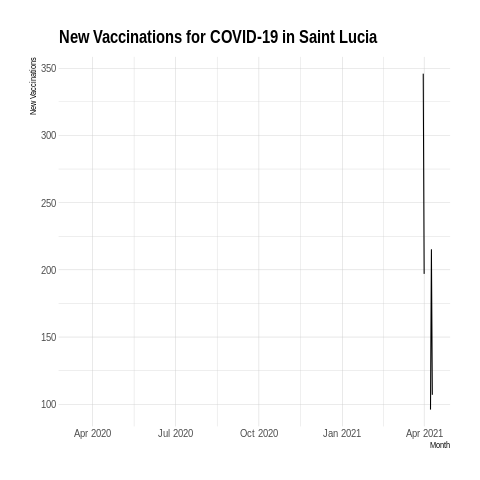 New Vaccinations for COVID-19 in Saint Lucia
New Vaccinations
350
300
250
200
150
100
Apr 2020 Jul 2020 Oct 2020 Jan 2021 Apr 2021
Month